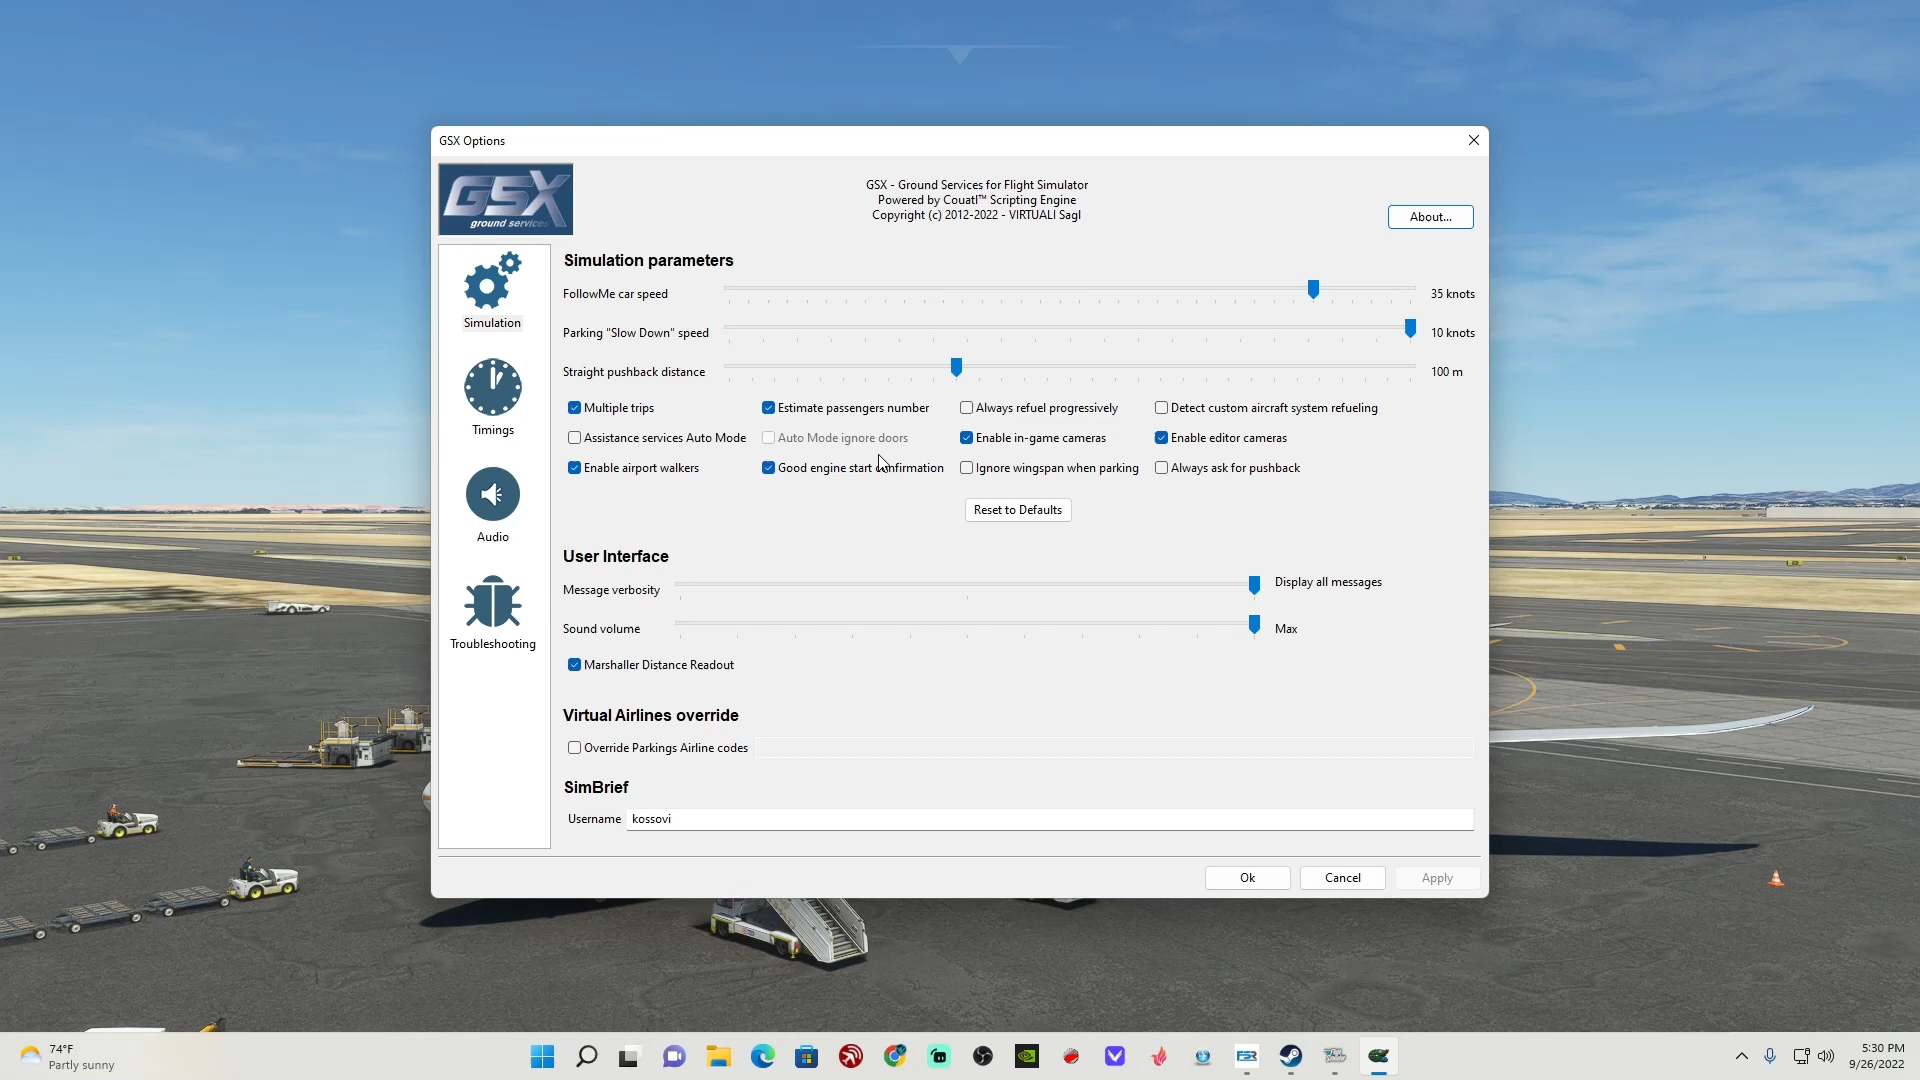 GSX Options
GSX
ground services
GSX - Ground Services for Flight Simulator
Powered by Couatl™ Scripting Engine
Copyright (c) 2012-2022 - VIRTUALI Sagl
About...
Simulation
Timings
Audio
Troubleshooting
Simulation parameters
FollowMe car speed 35 knots
Parking "Slow Down" speed 10 knots
Straight pushback distance 100 m
Multiple trips Estimate passengers number Always refuel progressively Detect custom aircraft system refueling
Assistance services Auto Mode Auto Mode ignore doors Enable in-game cameras Enable editor cameras
Enable airport walkers Good engine start confirmation Ignore wingspan when parking Always ask for pushback
Reset to Defaults
User Interface
Message verbosity Display all messages
Sound volume Max
Marshaller Distance Readout
Virtual Airlines override
Override Parkings Airline codes
SimBrief
Username kossovi
Ok Cancel Apply
74°F
Partly sunny
FSR
5:30 PM
9/26/2022